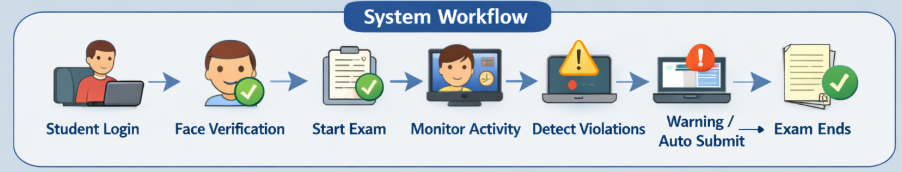 System Workflow
Student Login
Face Verification
Start Exam
Monitor Activity
Detect Violations
Warning /
Auto Submit
Exam Ends